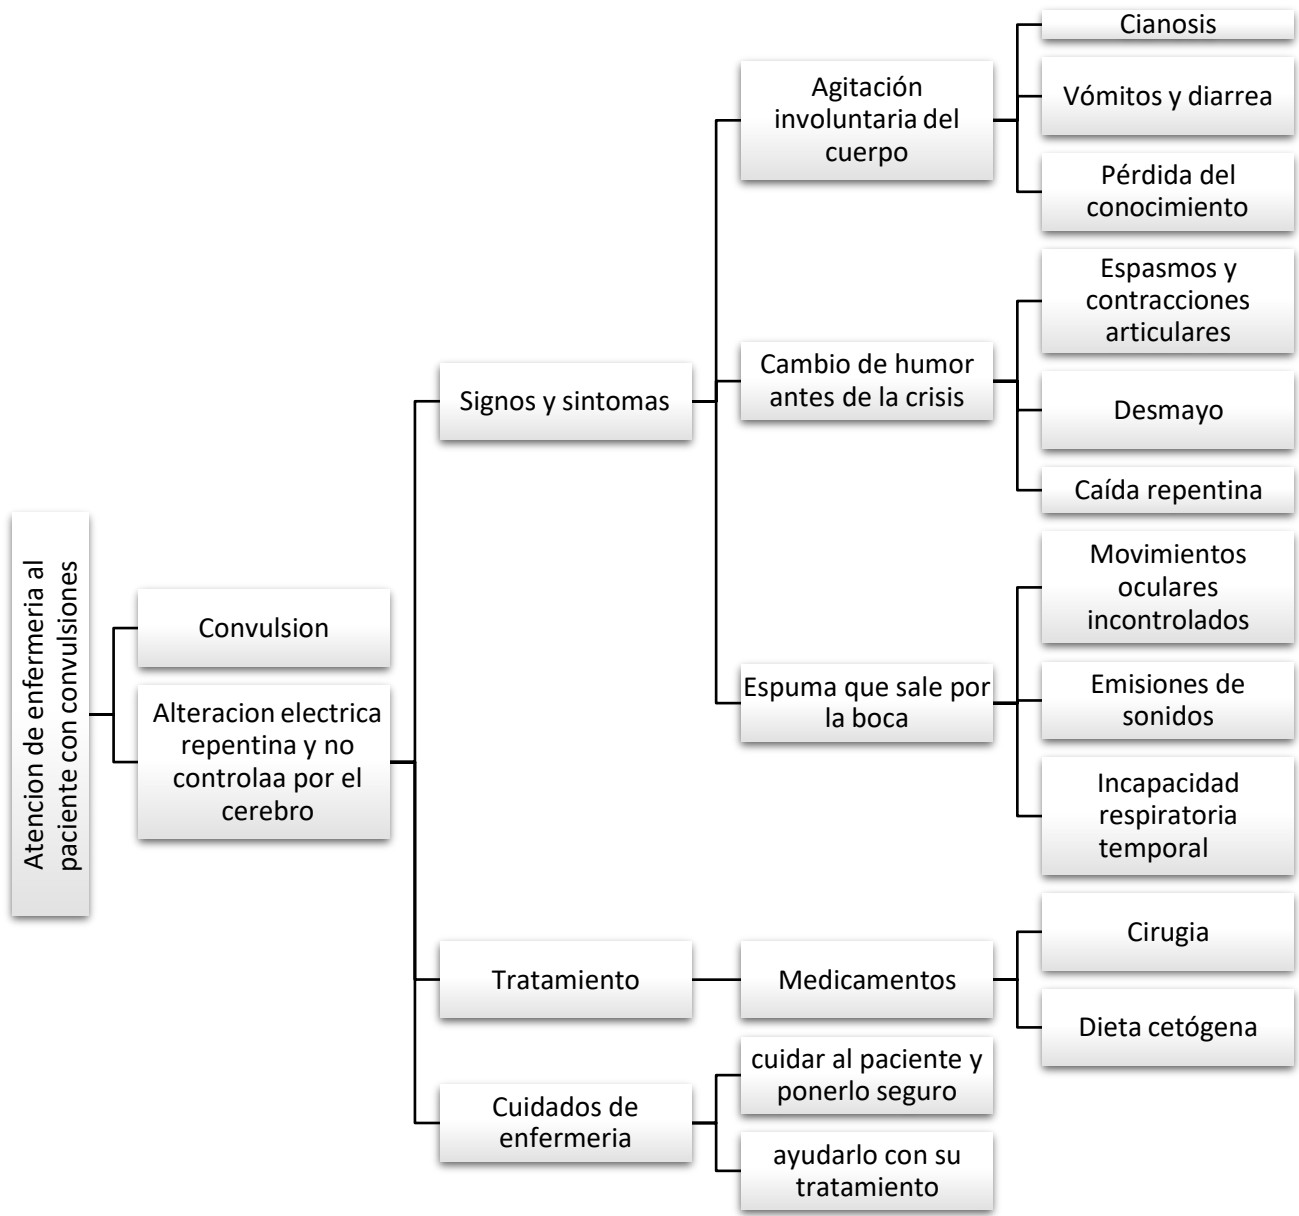 Atencion de enfermeria al
paciente con convulsiones
Convulsion
Alteracion electrica
repentina y no
controlaa por el
cerebro
Signos y sintomas
Agitación
involuntaria del
cuerpo
Cianosis
Vómitos y diarrea
Pérdida del
conocimiento
Cambio de humor
antes de la crisis
Espasmos y
contracciones
articulares
Desmayo
Caída repentina
Espuma que sale por
la boca
Movimientos
oculares
incontrolados
Emisiones de
sonidos
Incapacidad
respiratoria
temporal
Tratamiento
Medicamentos
Cirugia
Dieta cetógena
Cuidados de
enfermeria
cuidar al paciente y
ponerlo seguro
ayudarlo con su
tratamiento